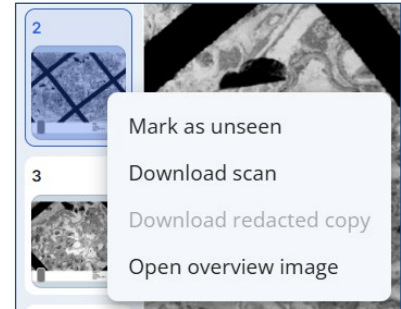 2
Mark as unseen
Download scan
3
Download redacted copy
Open overview image